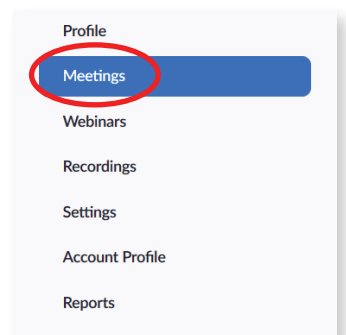 Profile
Meetings
Webinars
Recordings
Settings
Account Profile
Reports